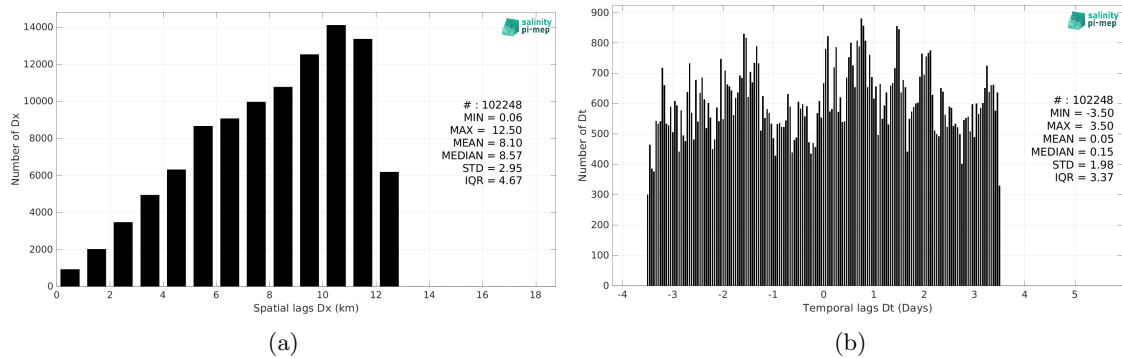 salinity
pi-mep
14000
12000
10000
8000
6000
4000
2000
0
Number of Dx
# : 102248
MIN = 0.06
MAX = 12.50
MEAN = 8.10
MEDIAN = 8.57
STD = 2.95
IQR = 4.67
0 2 4 6 8 10 12 14 16 18
Spatial lags Dx (km)
(a)
salinity
pi-mep
900
800
700
600
500
400
300
200
100
0
Number of Dt
# : 102248
MIN = -3.50
MAX = 3.50
MEAN = 0.05
MEDIAN = 0.15
STD = 1.98
IQR = 3.37
-4 -3 -2 -1 0 1 2 3 4 5
Temporal lags Dt (Days)
(b)